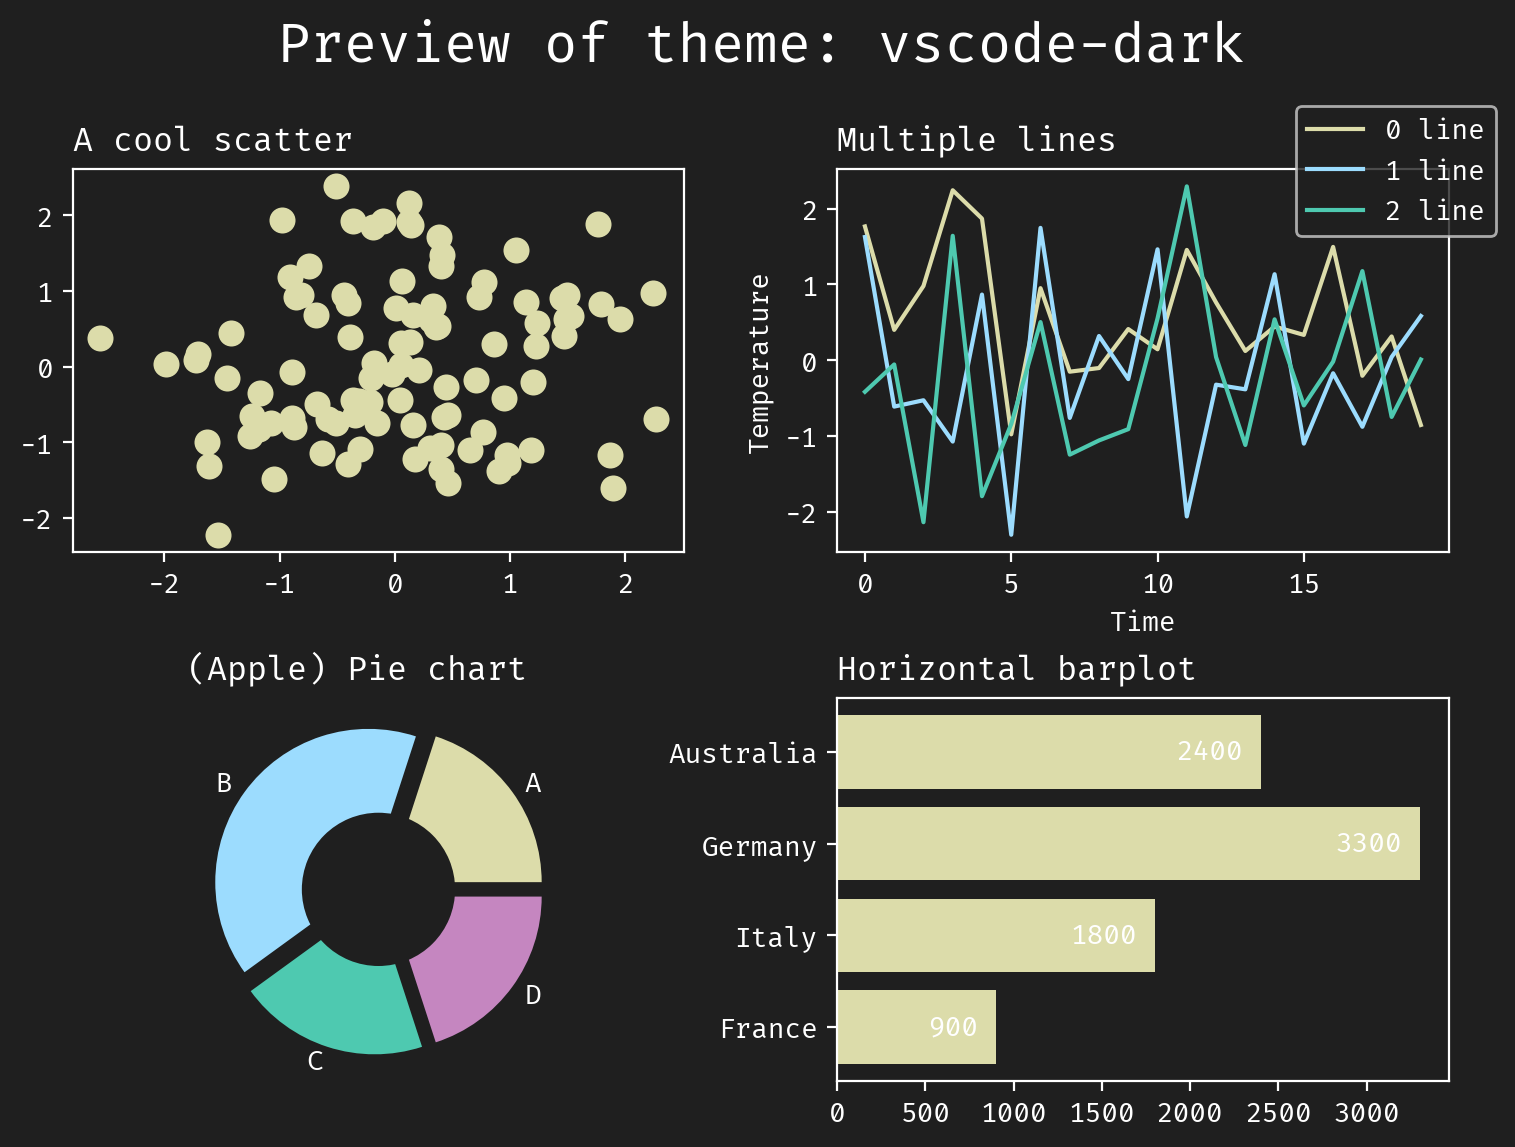 Preview of theme: vscode-dark
A cool scatter
2
1
0
−1
−2
−2 −1 0 1 2
Multiple lines
0 line
1 line
2 line
Temperature
2
1
0
−1
−2
0 5 10 15
Time
(Apple) Pie chart
A
B
C
D
Horizontal barplot
Australia 2400
Germany 3300
Italy 1800
France 900
0 500 1000 1500 2000 2500 3000